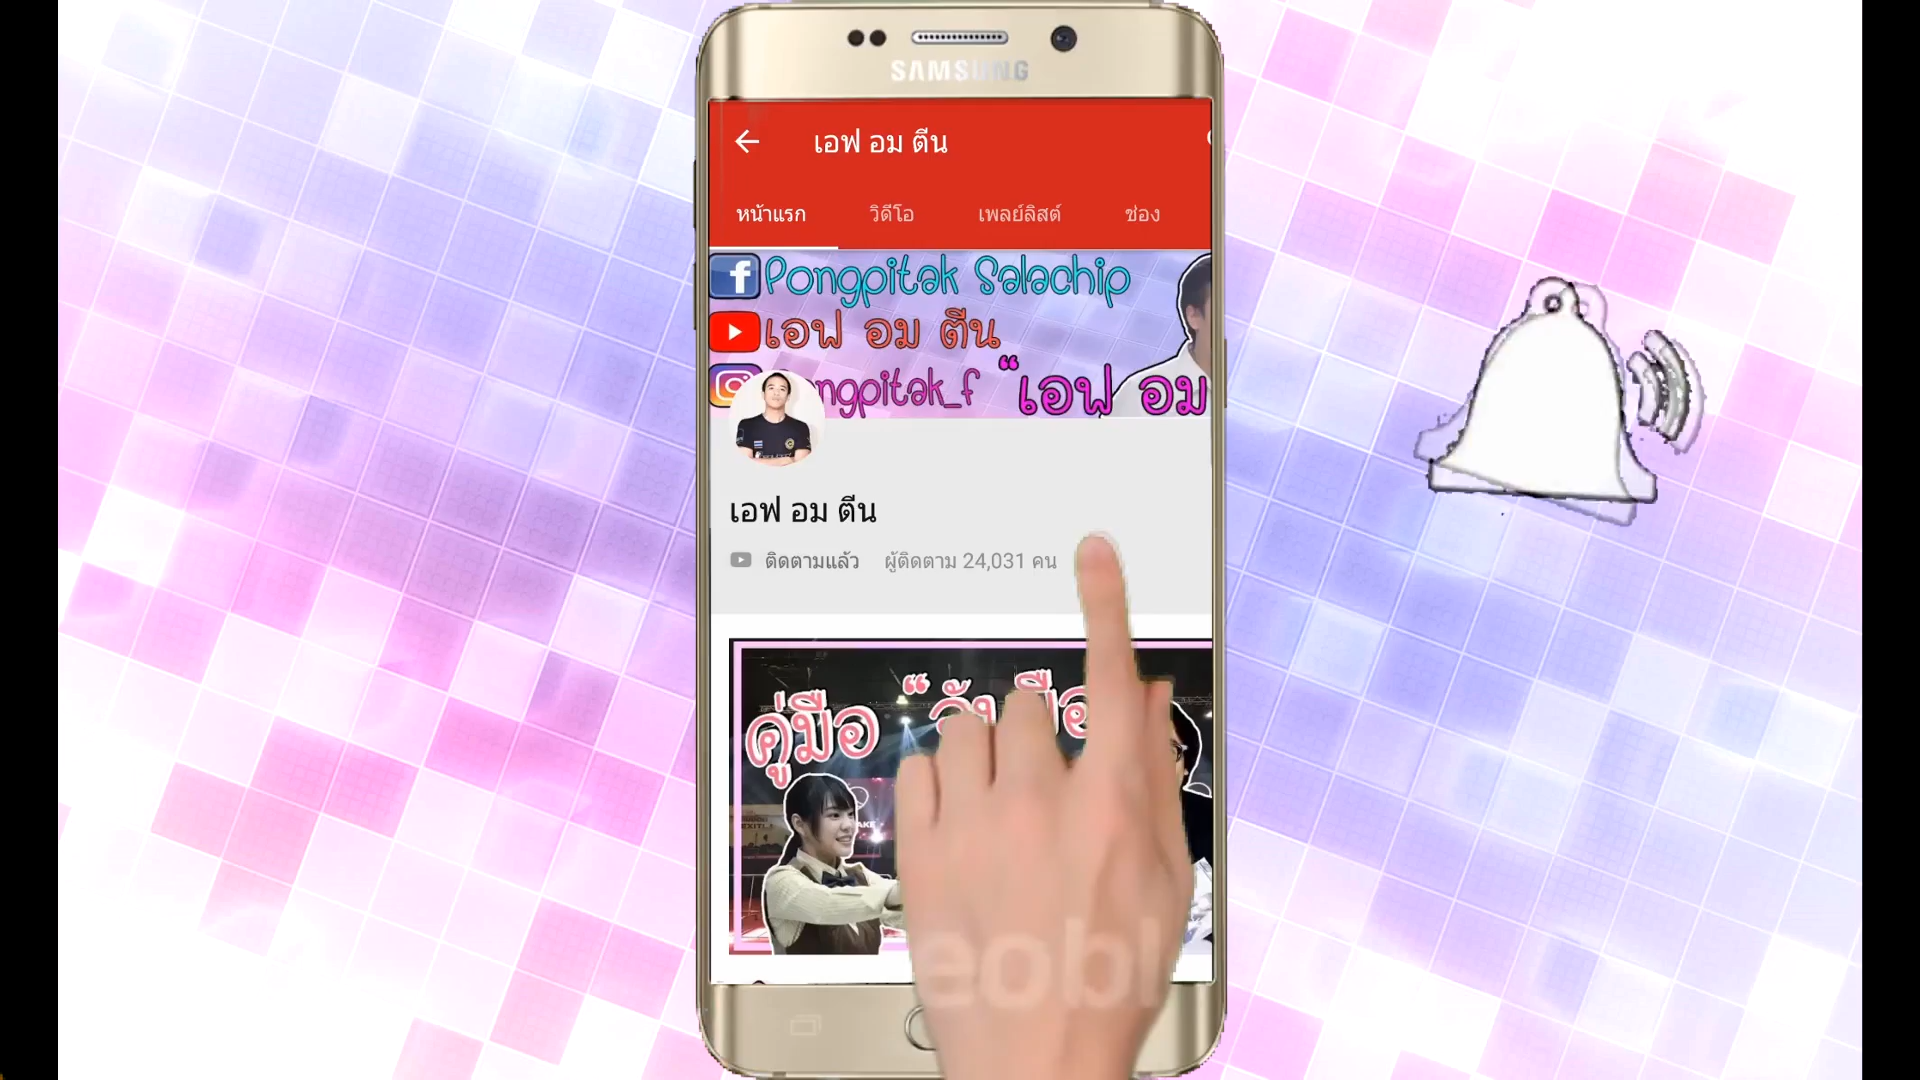 SAMSUNG
เอฟ อม ตีน
หน้าแรก วิดีโอ เพลย์ลิสต์ ช่อง
Pongpitak Salachip
เอฟ อม ตีน
ngpitak_f "เอฟ อม
เอฟ อม ตีน
ติดตามแล้ว ผู้ติดตาม 24,031 คน
คู่มือ
eobl